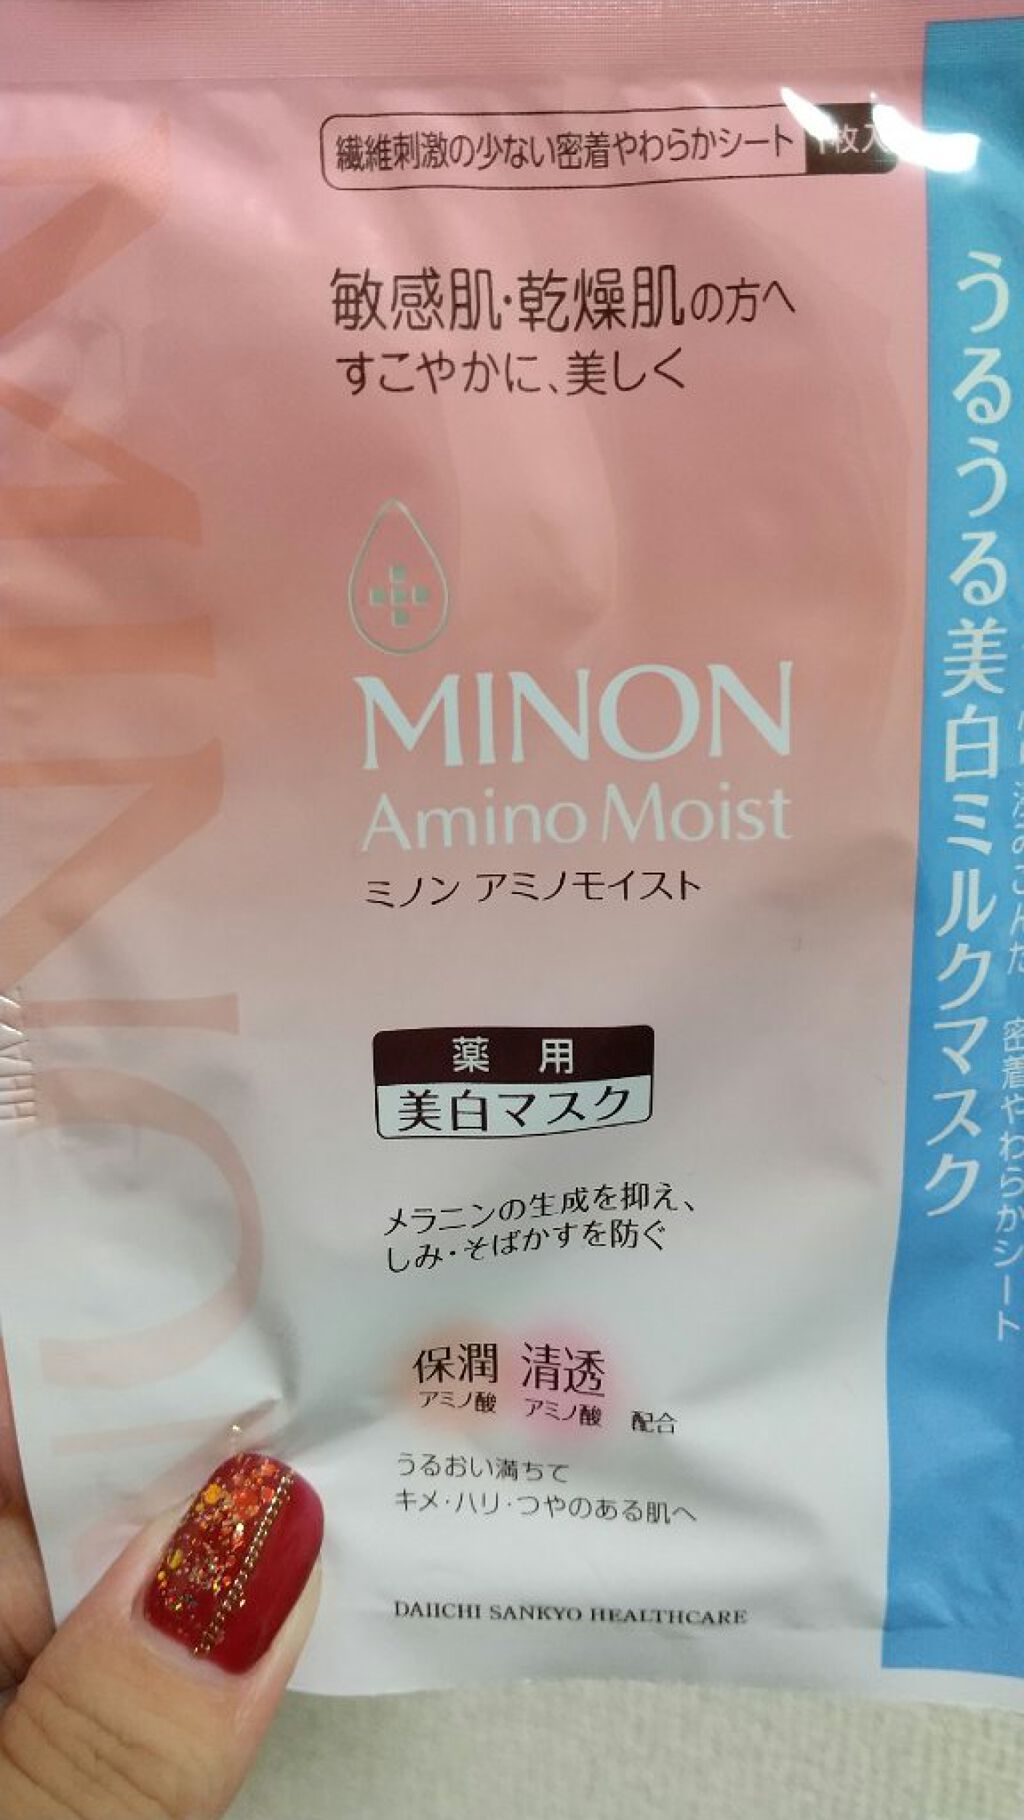 繊維刺激の少ない密着やわらかシート
敏感肌・乾燥肌の方へ
すこやかに、美しく
MINON
Amino Moist
ミノン アミノモイスト
薬用
美白マスク
メラニンの生成を抑え、
しみ・そばかすを防ぐ
保潤 清透
アミノ酸 アミノ酸 配合
うるおい満ちて
キメ・ハリ・つやのある肌へ
DAIICHI SANKYO HEALTHCARE
うるうる美白ミルクマスク
密着やわらかシート
MINON